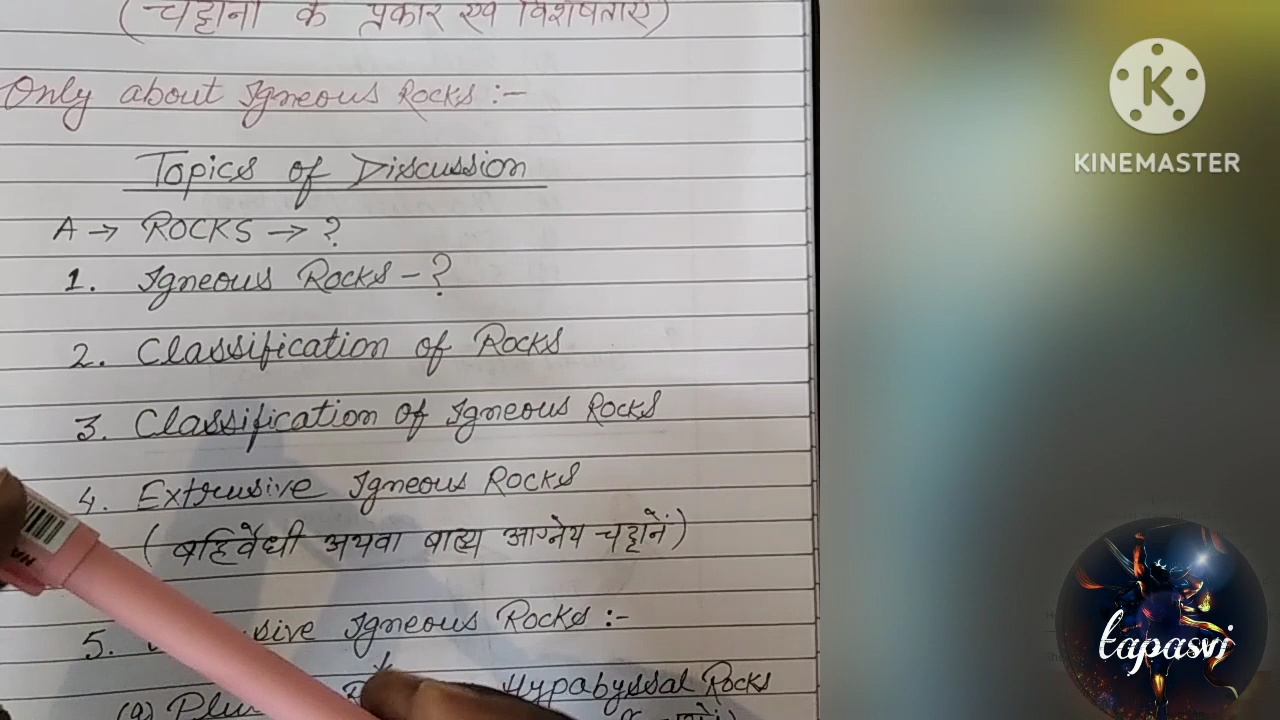 (चट्टानों के प्रकार एवं विशेषताएं)
Only about Igneous Rocks :-
Topics of Discussion
A → ROCKS → ?
1. Igneous Rocks - ?
2. Classification of Rocks
3. Classification of Igneous Rocks
4. Extrusive Igneous Rocks
(बहिर्वेधी अथवा बाह्य आग्नेय चट्टानें)
5. Igneous Rocks :-
(a) Hypabyssal Rocks
K
KINEMASTER
tapasvi